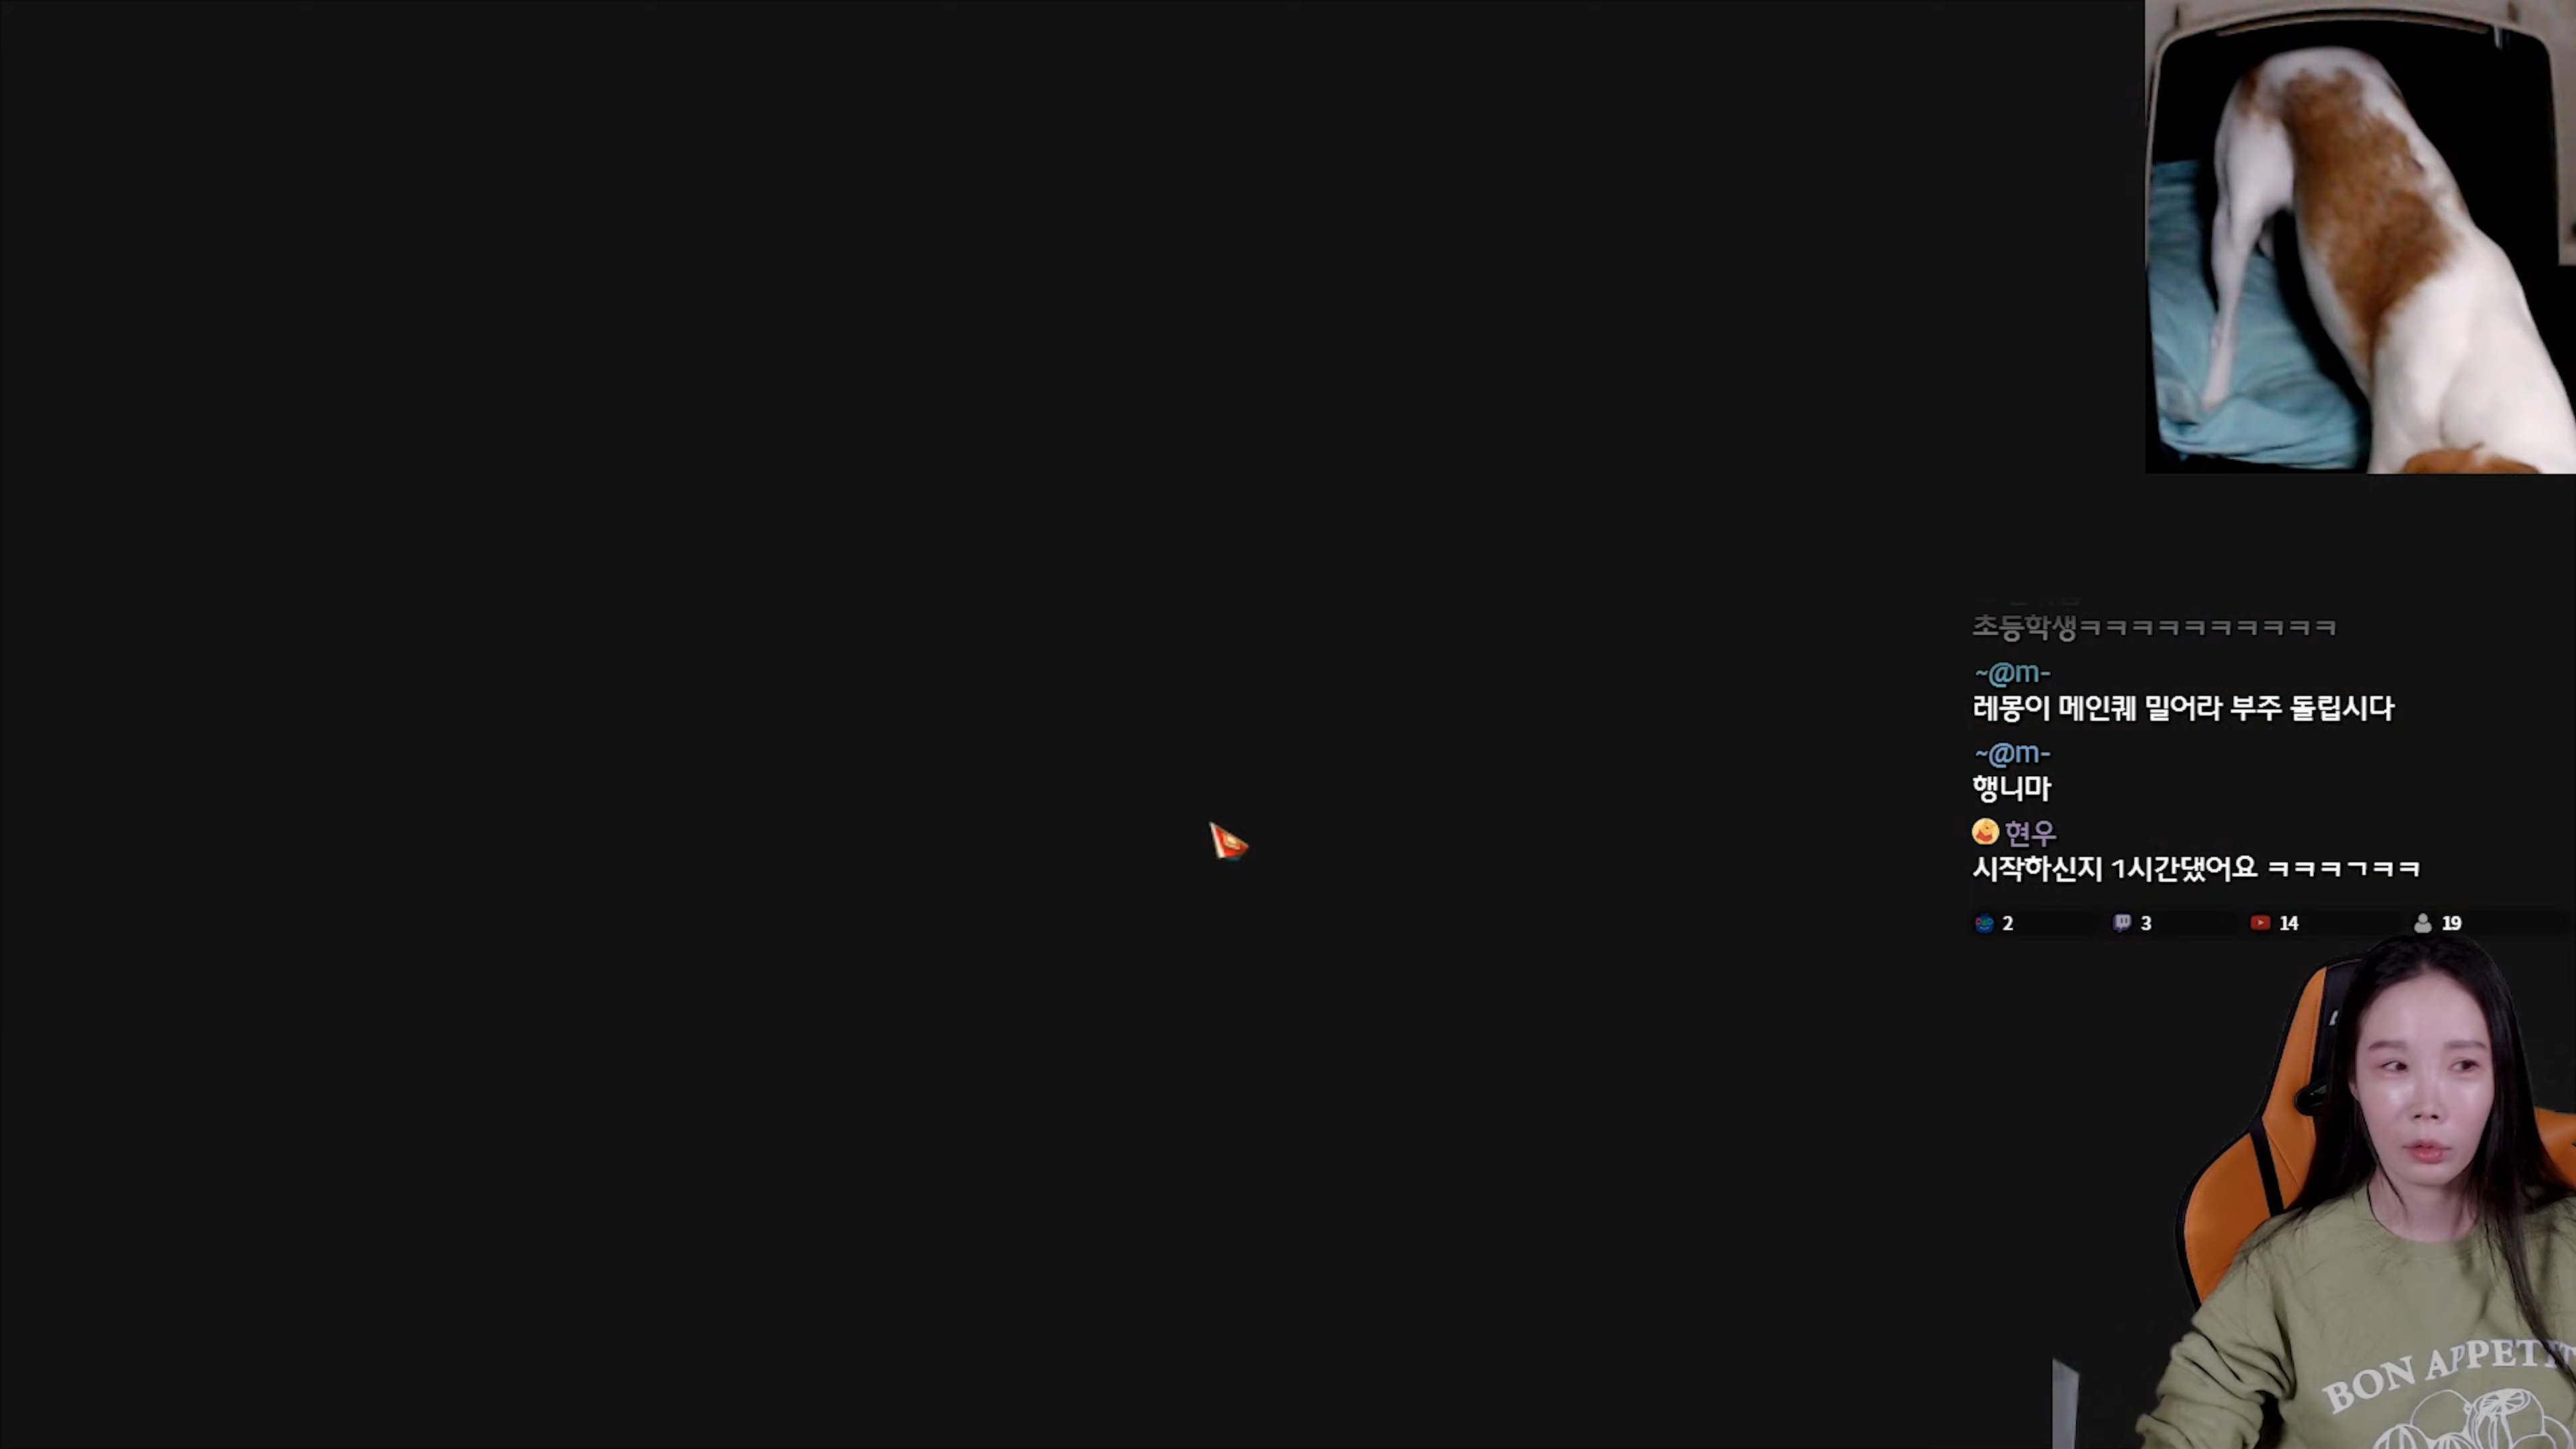 초등학생ㅋㅋㅋㅋㅋㅋㅋㅋㅋㅋ
~@m-
레몽이 메인퀘 밀어라 부주 돌립시다
~@m-
행니마
현우
시작하신지 1시간댔어요 ㅋㅋㅋㄱㅋㅋ
2 3 14 19
BON APPETIT